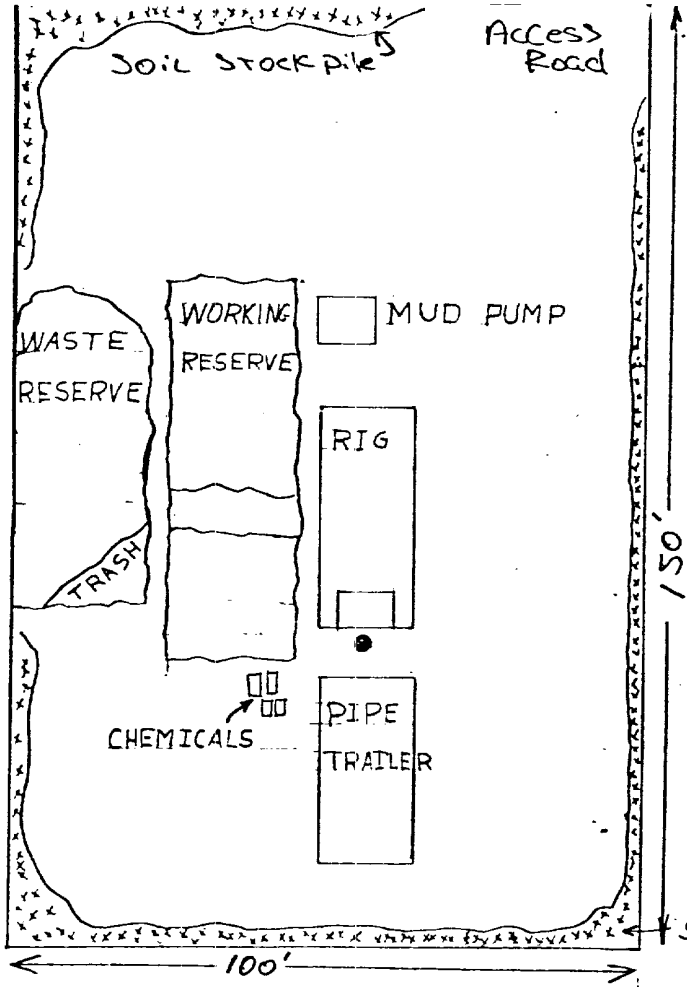 Access
Road
SOIL STOCKPILE
WORKING
RESERVE
MUD PUMP
WASTE
RESERVE
RIG
TRASH
150'
CHEMICALS
PIPE
TRAILER
100'